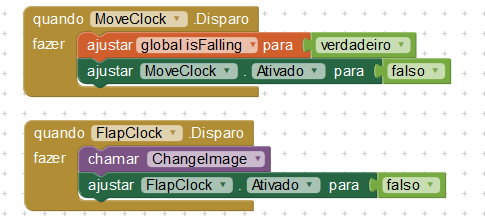 quando MoveClock .Disparo
fazer ajustar global isFalling para verdadeiro
ajustar MoveClock . Ativado para falso
quando FlapClock .Disparo
fazer chamar ChangeImage
ajustar FlapClock . Ativado para falso